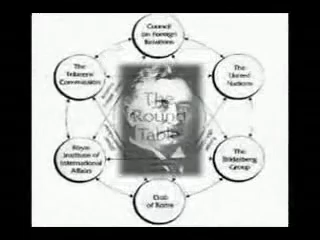 Council
on Foreign
Relations
The
Trilateral
Commission
The
United
Nations
The
Round
Table
Royal
Institute of
International
Affairs
The
Bilderberg
Group
Club
of Rome